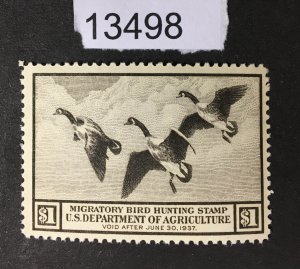 13498
MIGRATORY BIRD HUNTING STAMP
$1 U.S. DEPARTMENT OF AGRICULTURE $1
VOID AFTER JUNE 30, 1937.